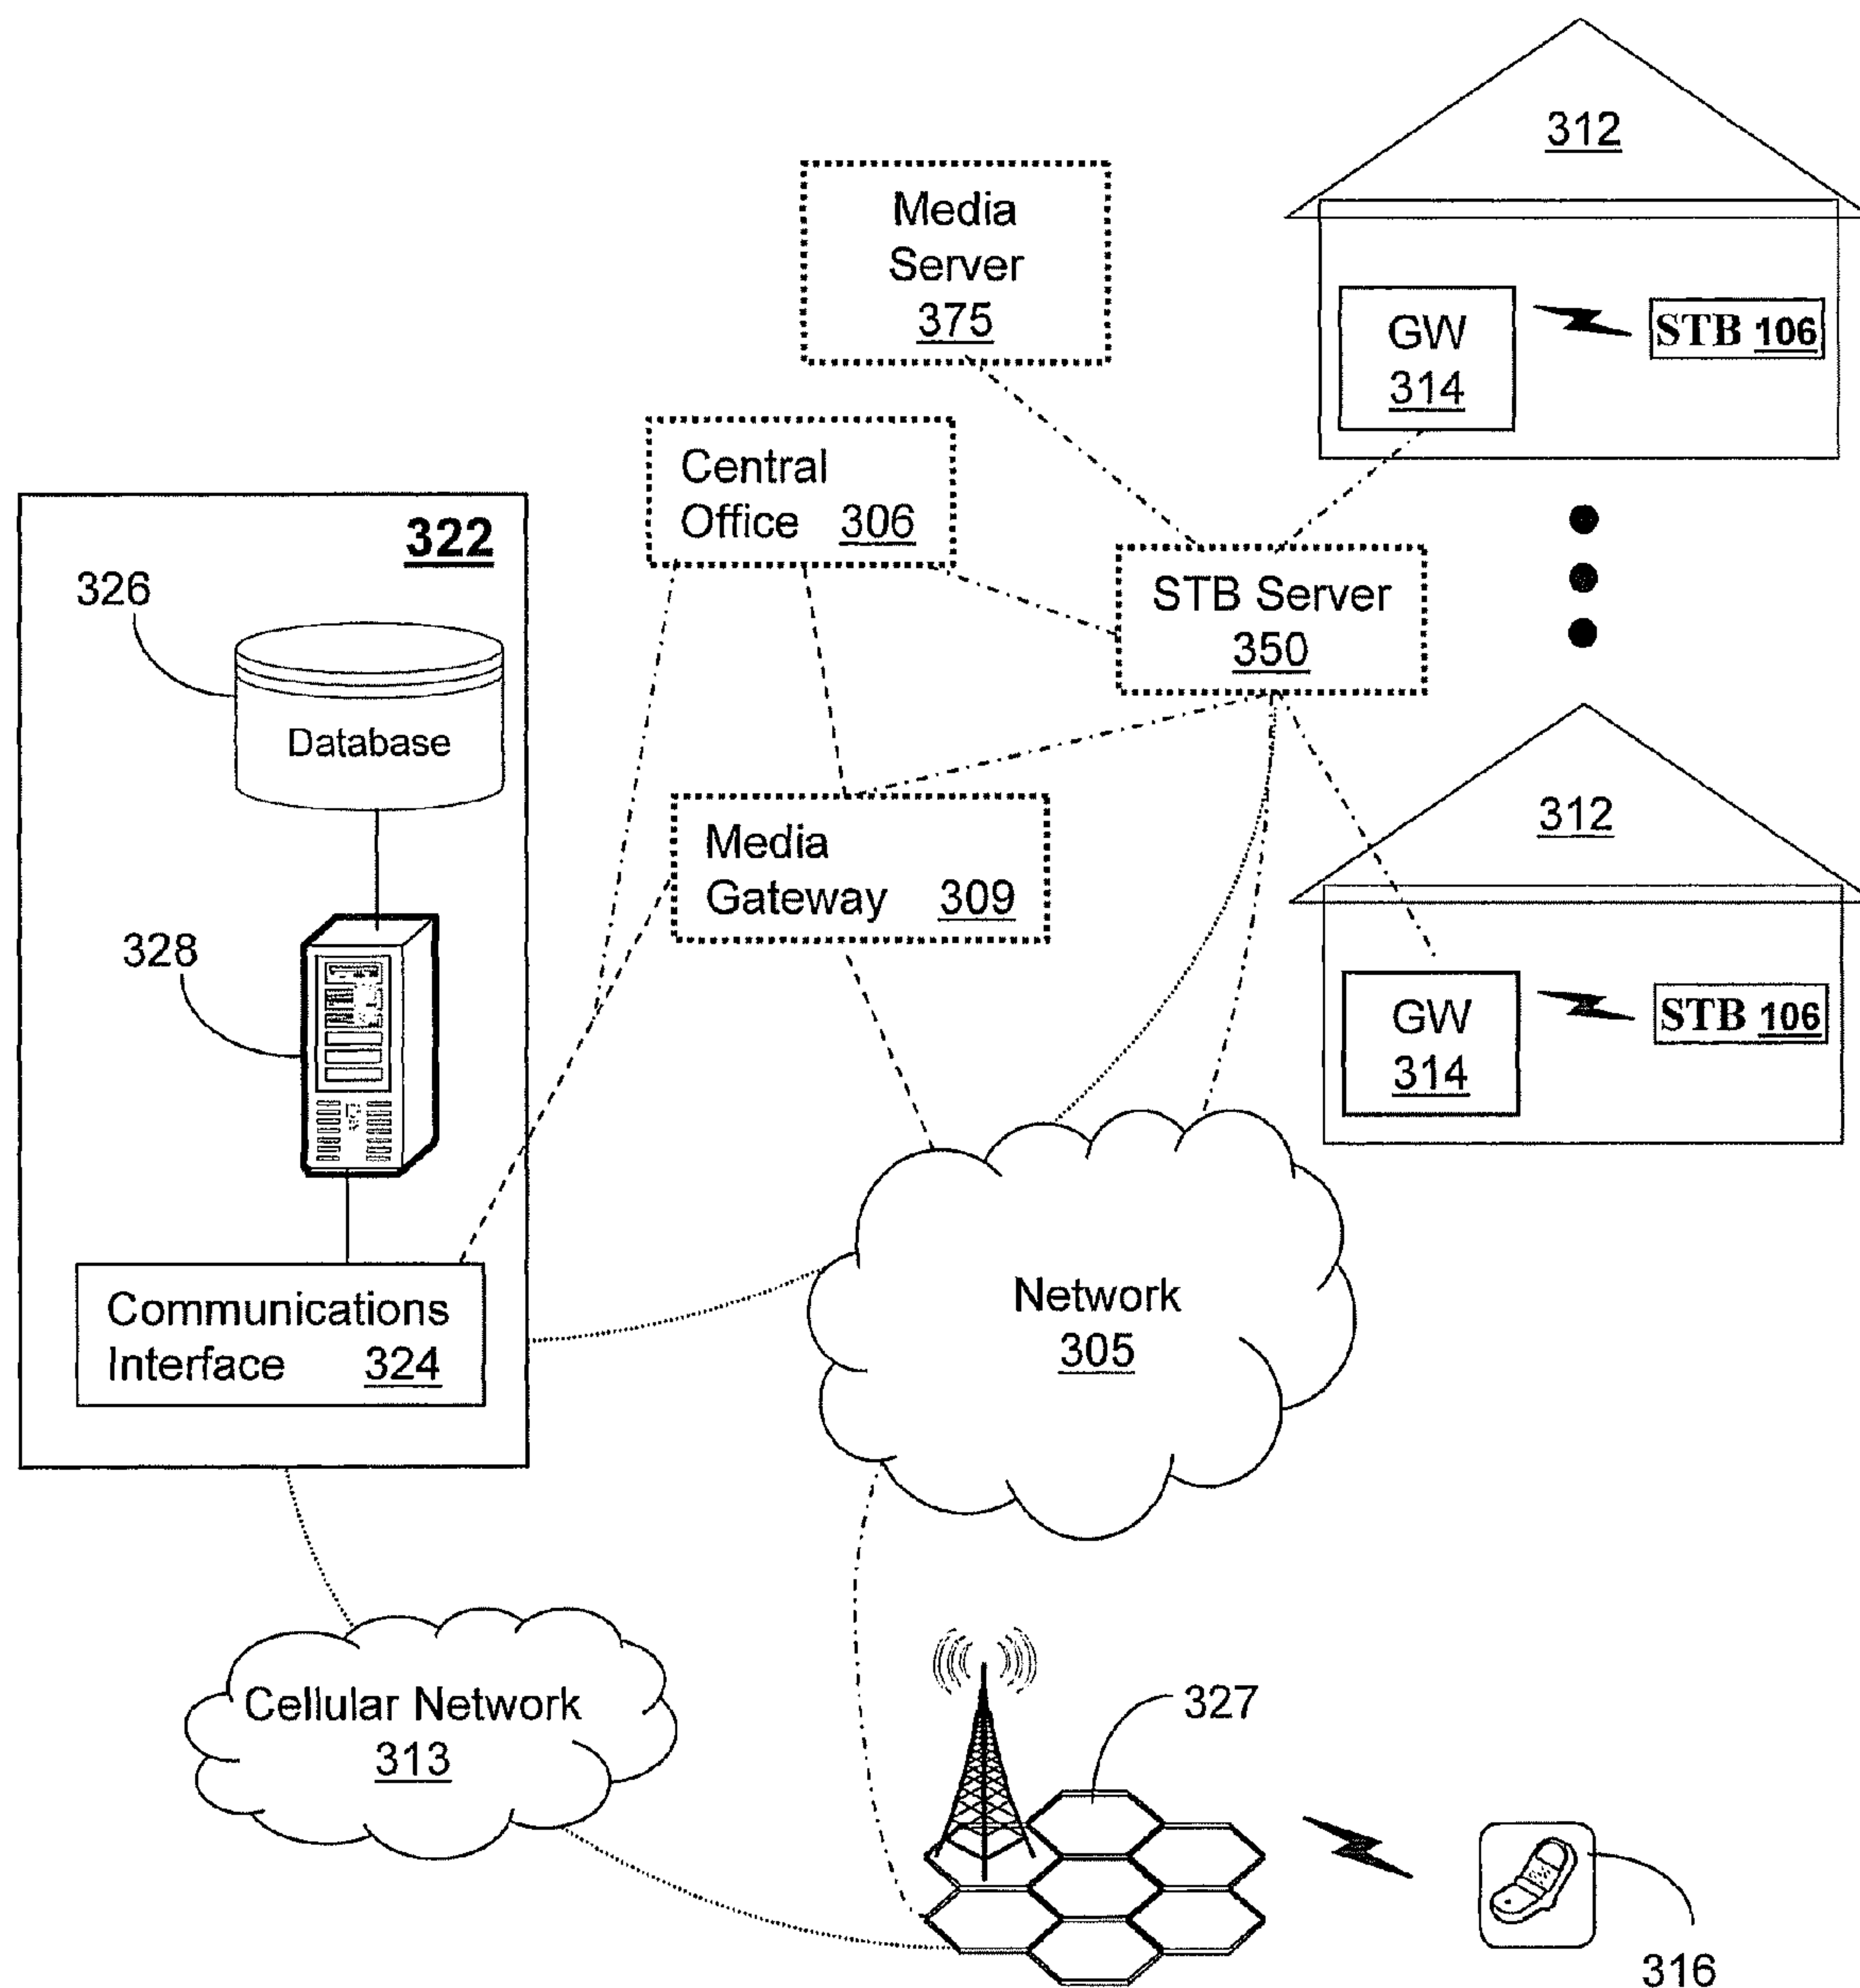 312
Media
Server
375
GW
314
STB 106
Central
Office 306
322
STB Server
350
326
Database
312
Media
Gateway 309
328
GW
314
STB 106
Communications
Interface 324
Network
305
Cellular Network
313
327
316